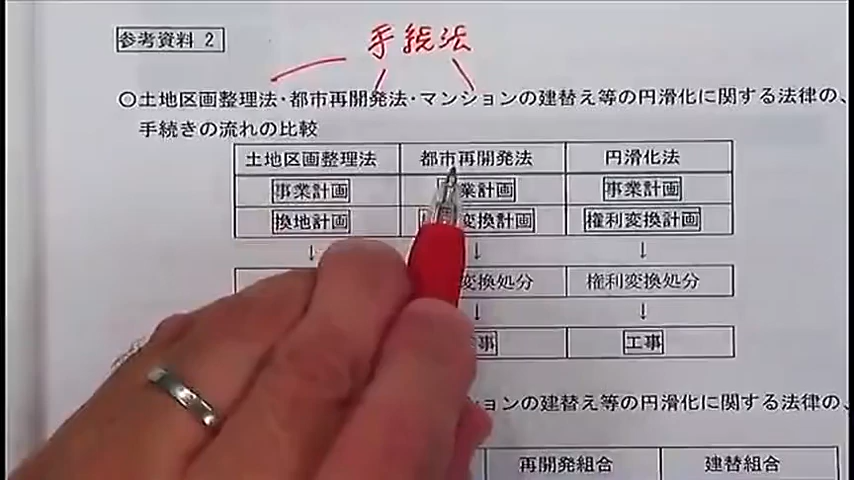 参考資料 2
手続法
○土地区画整理法・都市再開発法・マンションの建替え等の円滑化に関する法律の、
手続きの流れの比較
土地区画整理法 都市再開発法 円滑化法
事業計画 業計画 事業計画
換地計画 変換計画 権利変換計画
↓ ↓ ↓
変換処分 権利変換処分
↓ ↓
事 工事
ョンの建替え等の円滑化に関する法律の、
再開発組合 建替組合